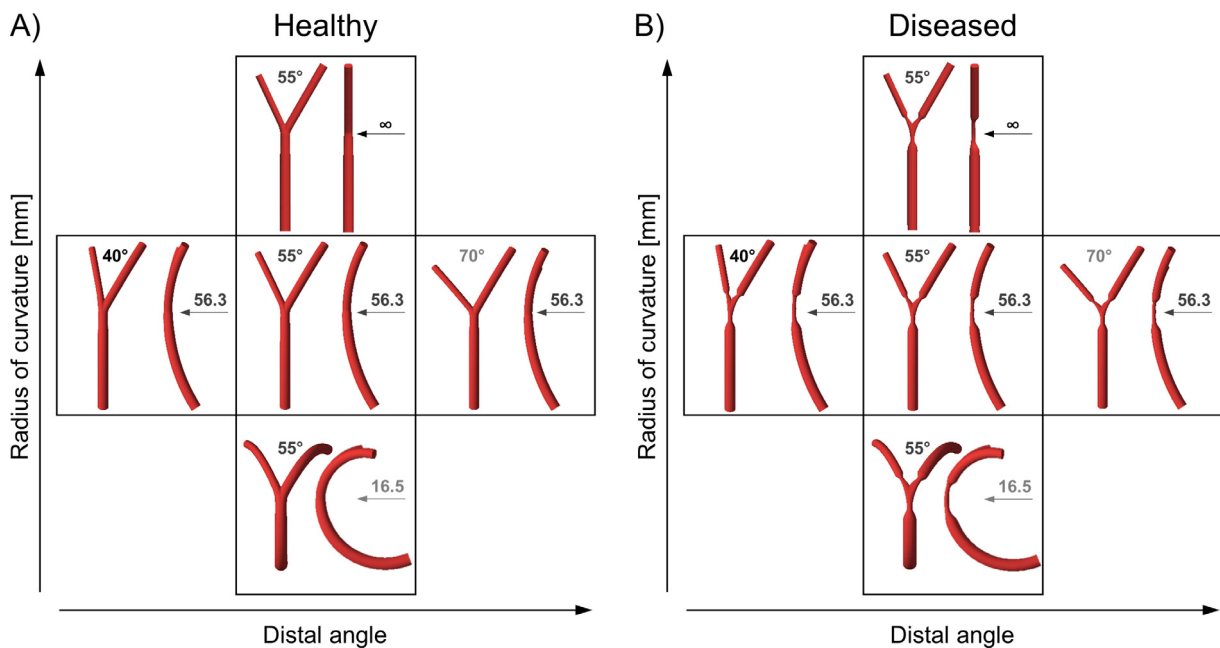 A)
Healthy
55°
∞
40°
56.3
55°
56.3
70°
56.3
55°
16.5
Radius of curvature [mm]
Distal angle
B)
Diseased
55°
∞
40°
56.3
55°
56.3
70°
56.3
55°
16.5
Radius of curvature [mm]
Distal angle